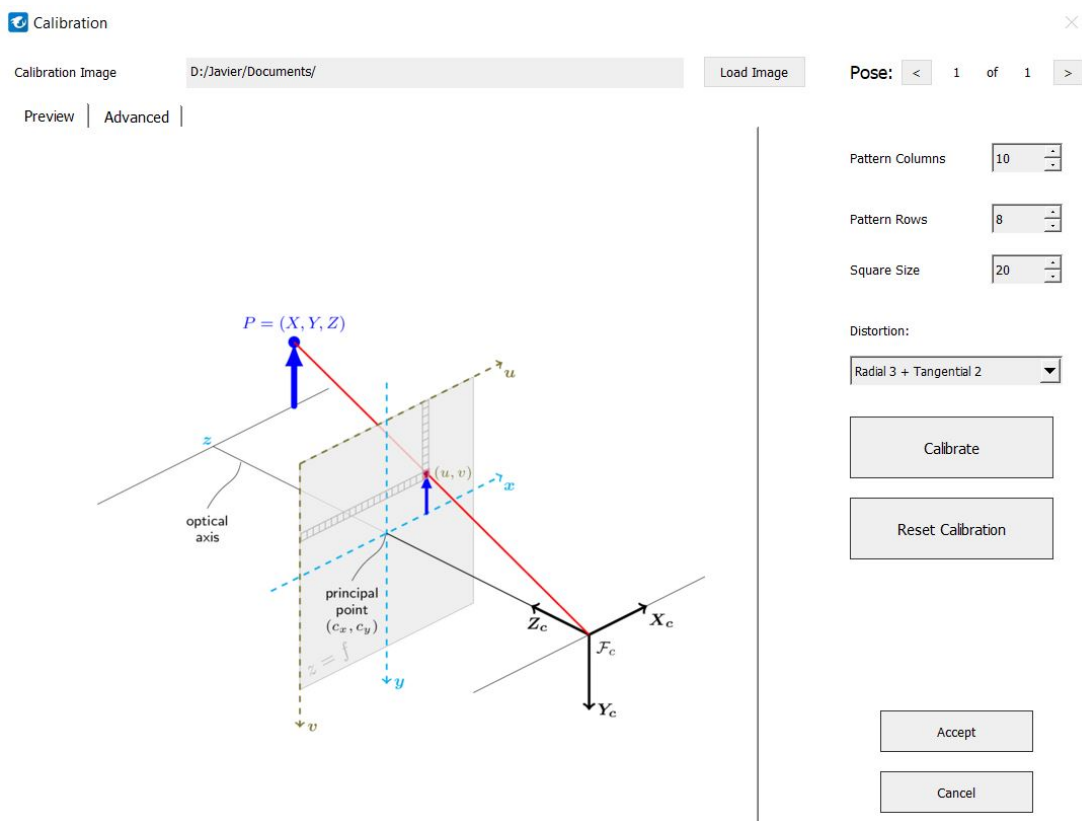 Calibration
Calibration Image D:/Javier/Documents/ Load Image Pose: < 1 of 1 >
Preview Advanced
Pattern Columns 10
Pattern Rows 8
Square Size 20
Distortion:
Radial 3 + Tangential 2
Calibrate
Reset Calibration
Accept
Cancel
P = (X, Y, Z)
u
z
(u, v)
x
optical
axis
principal
point
(cx, cy)
z = f
y
v
Zc
Xc
Fc
Yc